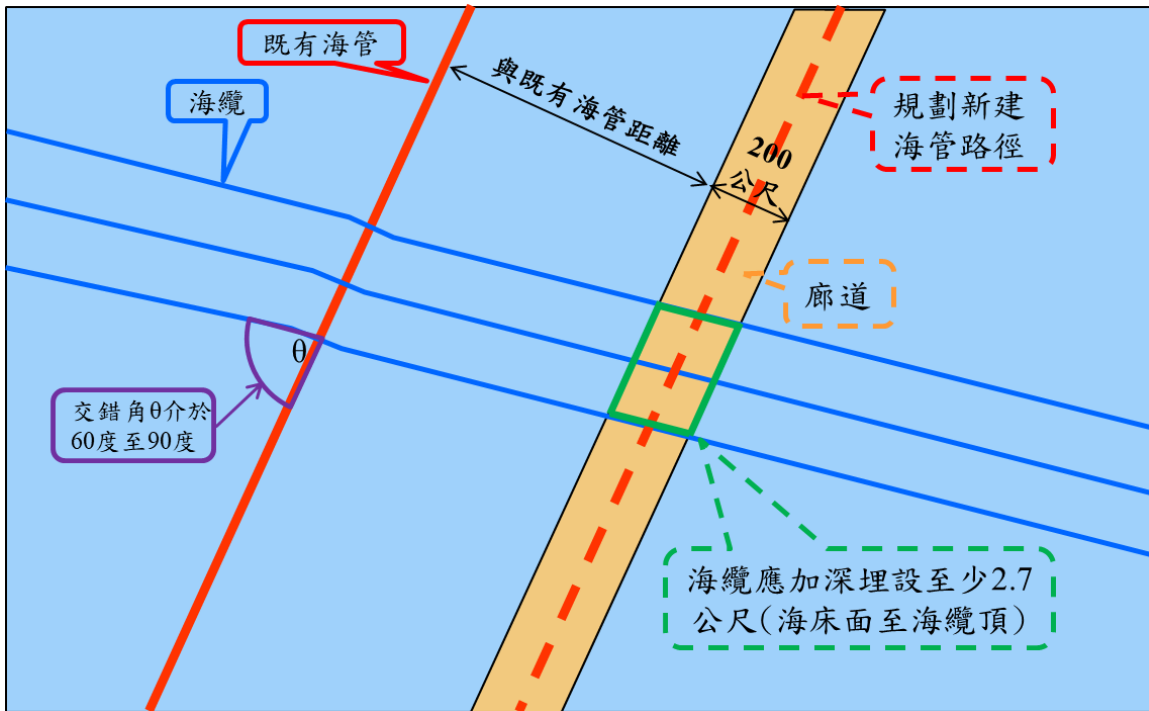 既有海管
海纜
與既有海管距離
200
公尺
規劃新建
海管路徑
廊道
θ
交錯角θ介於
60度至90度
海纜應加深埋設至少2.7
公尺(海床面至海纜頂)